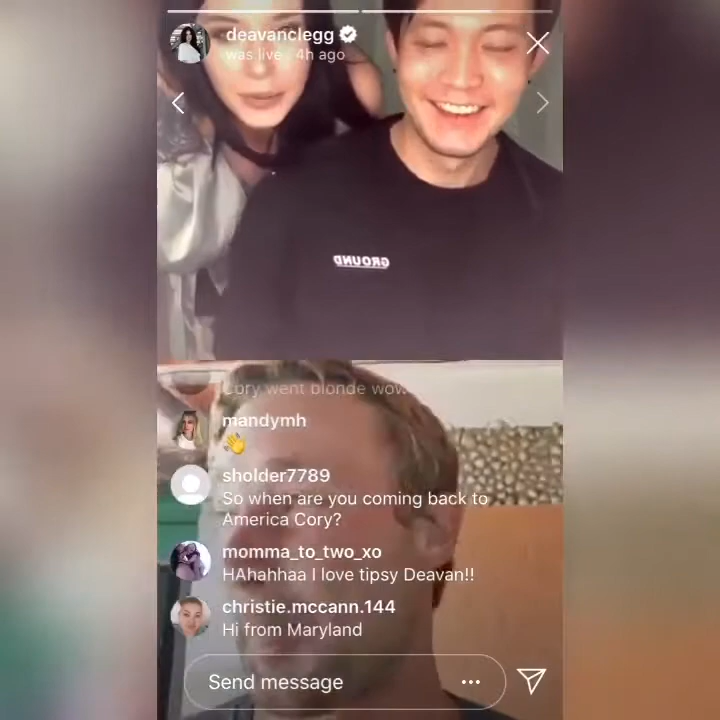 deavanclegg
was live · 4h ago
GROUND
Cory went blonde wow
mandymh
👋
sholder7789
So when are you coming back to
America Cory?
momma_to_two_xo
HAhahhaa I love tipsy Deavan!!
christie.mccann.144
Hi from Maryland
Send message